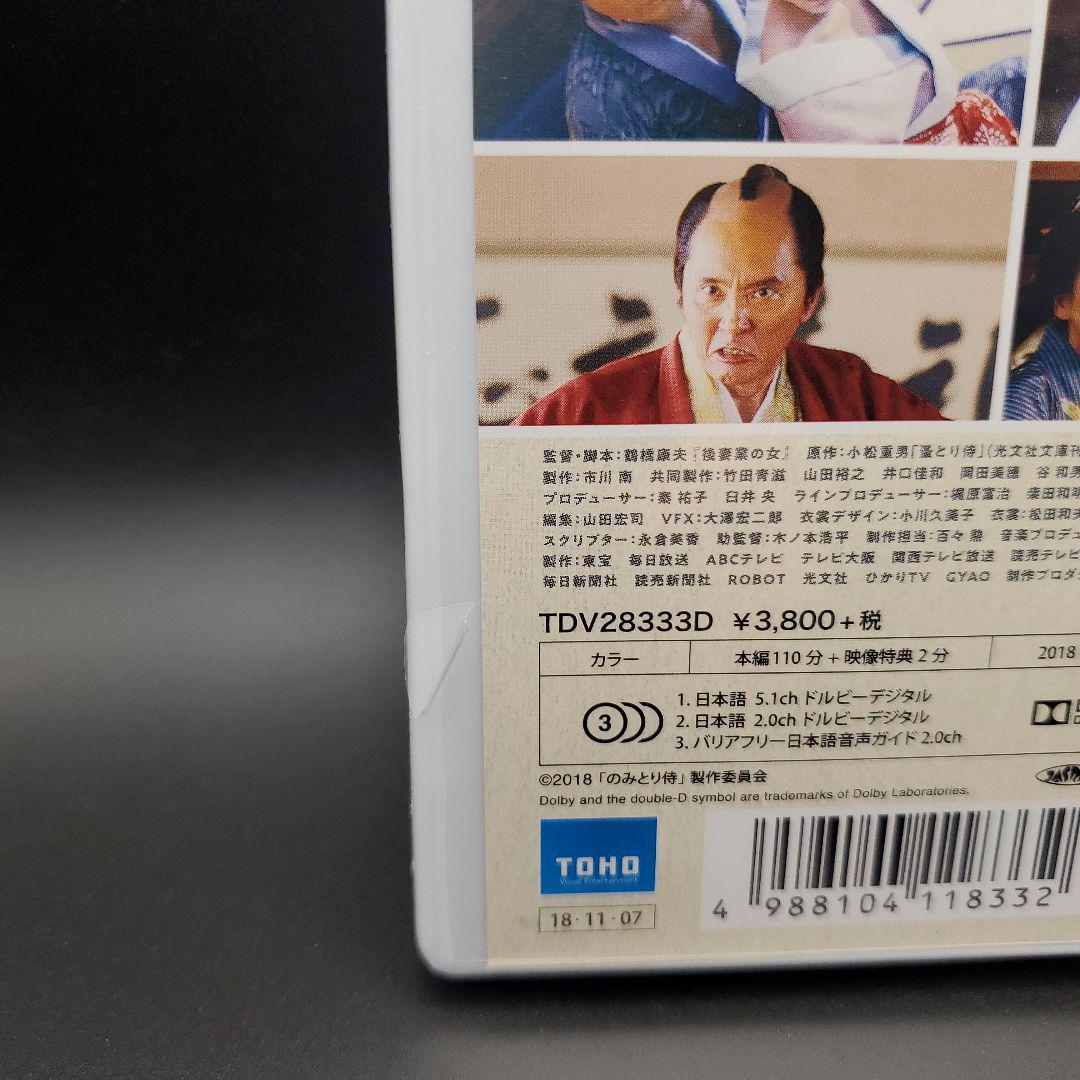 監督・脚本：鶴橋康夫『後妻業の女』 原作：小松重男「蚤とり侍」（光文社文庫刊
製作：市川 南 共同製作：竹田青滋 山田裕之 井口佳和 岡田美穂 谷 和男
プロデューサー：秦 祐子 臼井 央 ラインプロデューサー：梶原富治 柴田和明
編集：山田宏司 VFX：大澤宏二郎 衣裳デザイン：小川久美子 衣裳：松田和夫
スクリプター：永倉美香 助監督：木ノ本浩平 制作担当：百々 勲 音楽プロデュ
製作：東宝 毎日放送 ABCテレビ テレビ大阪 関西テレビ放送 読売テレビ
毎日新聞社 読売新聞社 ROBOT 光文社 ひかりTV GYAO 制作プロダ
TDV28333D ￥3,800+税
カラー 本編110分+映像特典2分 2018
3
1. 日本語 5.1ch ドルビーデジタル
2. 日本語 2.0ch ドルビーデジタル
3. バリアフリー日本語音声ガイド 2.0ch
©2018「のみとり侍」製作委員会
Dolby and the double-D symbol are trademarks of Dolby Laboratories.
TOHO
Visual Entertainment
18・11・07
4 988104 118332